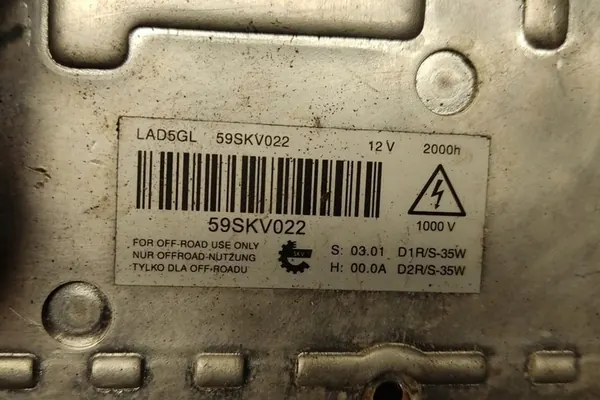 LAD5GL 59SKV022 12 V 2000h
59SKV022
1000 V
FOR OFF-ROAD USE ONLY
NUR OFFROAD-NUTZUNG
TYLKO DLA OFF-ROADU
SKV
S: 03.01 D1R/S-35W
H: 00.0A D2R/S-35W